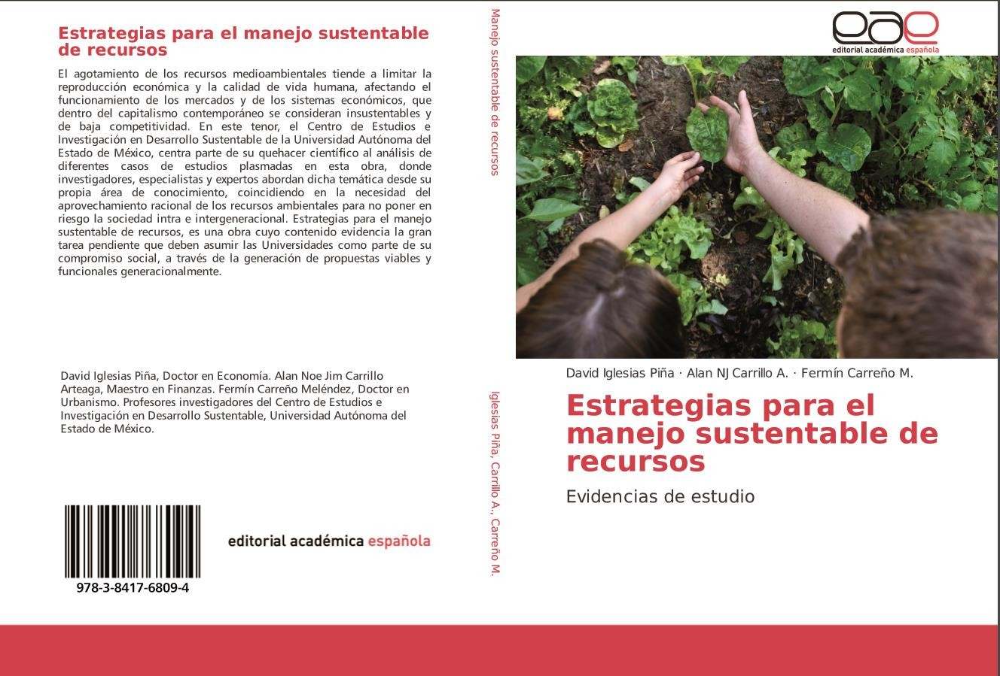 Estrategias para el manejo sustentable
de recursos
El agotamiento de los recursos medioambientales tiende a limitar la
reproducción económica y la calidad de vida humana, afectando el
funcionamiento de los mercados y de los sistemas económicos, que
dentro del capitalismo contemporáneo se consideran insustentables y
de baja competitividad. En este tenor, el Centro de Estudios e
Investigación en Desarrollo Sustentable de la Universidad Autónoma del
Estado de México, centra parte de su quehacer científico al análisis de
diferentes casos de estudios plasmadas en esta obra, donde
investigadores, especialistas y expertos abordan dicha temática desde su
propia área de conocimiento, coincidiendo en la necesidad del
aprovechamiento racional de los recursos ambientales para no poner en
riesgo la sociedad intra e intergeneracional. Estrategias para el manejo
sustentable de recursos, es una obra cuyo contenido evidencia la gran
tarea pendiente que deben asumir las Universidades como parte de su
compromiso social, a través de la generación de propuestas viables y
funcionales generacionalmente.
David Iglesias Piña, Doctor en Economía. Alan Noe Jim Carrillo
Arteaga, Maestro en Finanzas. Fermín Carreño Meléndez, Doctor en
Urbanismo. Profesores investigadores del Centro de Estudios e
Investigación en Desarrollo Sustentable, Universidad Autónoma del
Estado de México.
978-3-8417-6809-4
editorial académica española
Manejo sustentable de recursos
Iglesias Piña, Carrillo A., Carreño M.
eae
editorial académica española
David Iglesias Piña · Alan NJ Carrillo A. · Fermín Carreño M.
Estrategias para el
manejo sustentable de
recursos
Evidencias de estudio